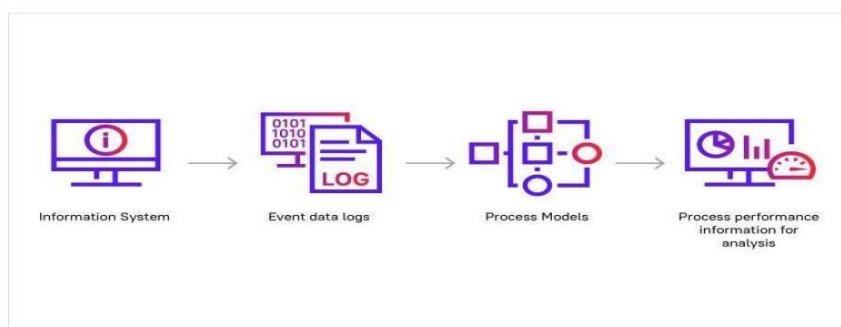 0101
1010
0101
LOG
Information System
Event data logs
Process Models
Process performance
information for
analysis